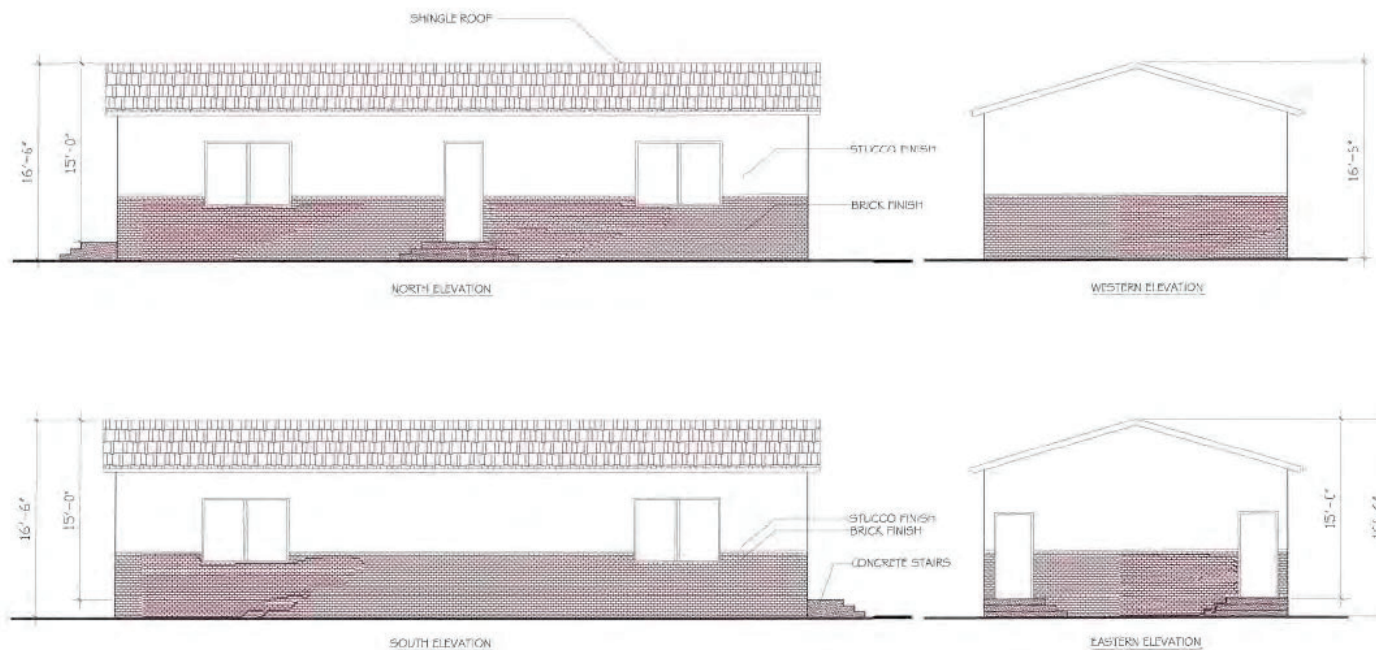 SHINGLE ROOF
16'-6"
15'-0"
STUCCO FINISH
BRICK FINISH
NORTH ELEVATION
16'-5"
WESTERN ELEVATION
16'-6"
15'-0"
STUCCO FINISH
BRICK FINISH
CONCRETE STAIRS
SOUTH ELEVATION
15'-0"
EASTERN ELEVATION